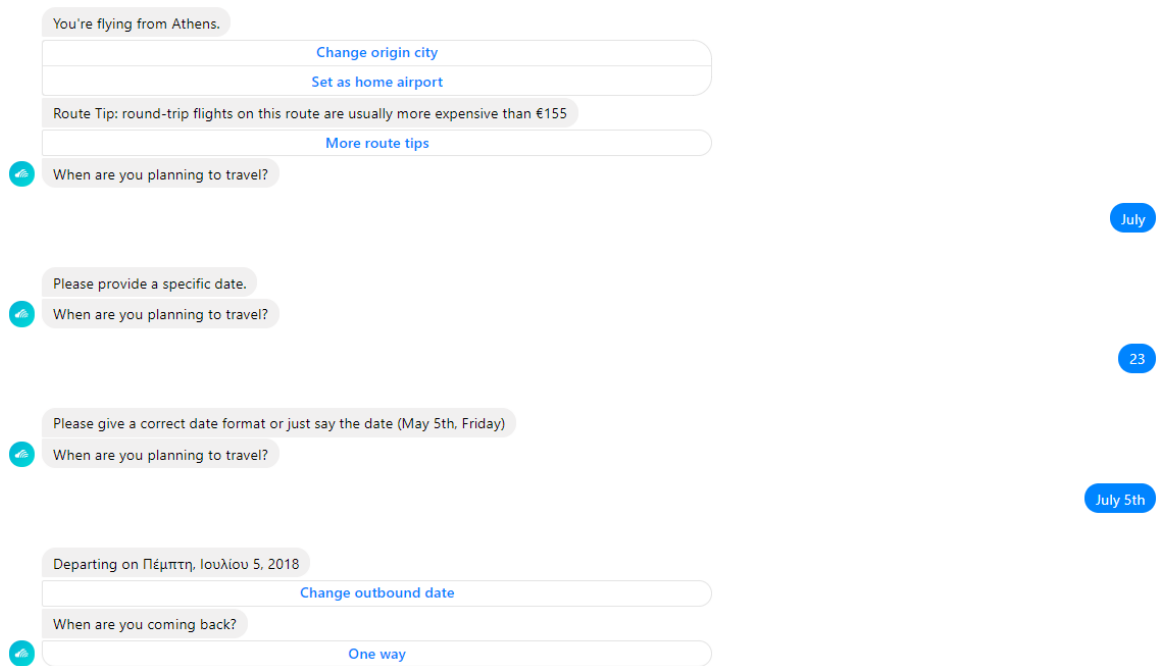 You're flying from Athens.
Change origin city
Set as home airport
Route Tip: round-trip flights on this route are usually more expensive than €155
More route tips
When are you planning to travel?
July
Please provide a specific date.
When are you planning to travel?
23
Please give a correct date format or just say the date (May 5th, Friday)
When are you planning to travel?
July 5th
Departing on Πέμπτη, Ιουλίου 5, 2018
Change outbound date
When are you coming back?
One way